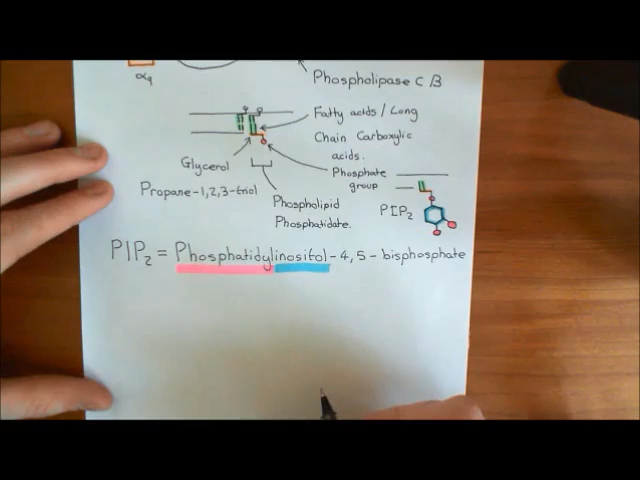 αq
Phospholipase C B
Fatty acids / Long
Chain Carboxylic
acids.
Phosphate
group
Glycerol
Propane-1,2,3-triol
Phospholipid
Phosphatidate.
PIP₂
PIP₂ = Phosphatidylinositol-4,5-bisphosphate